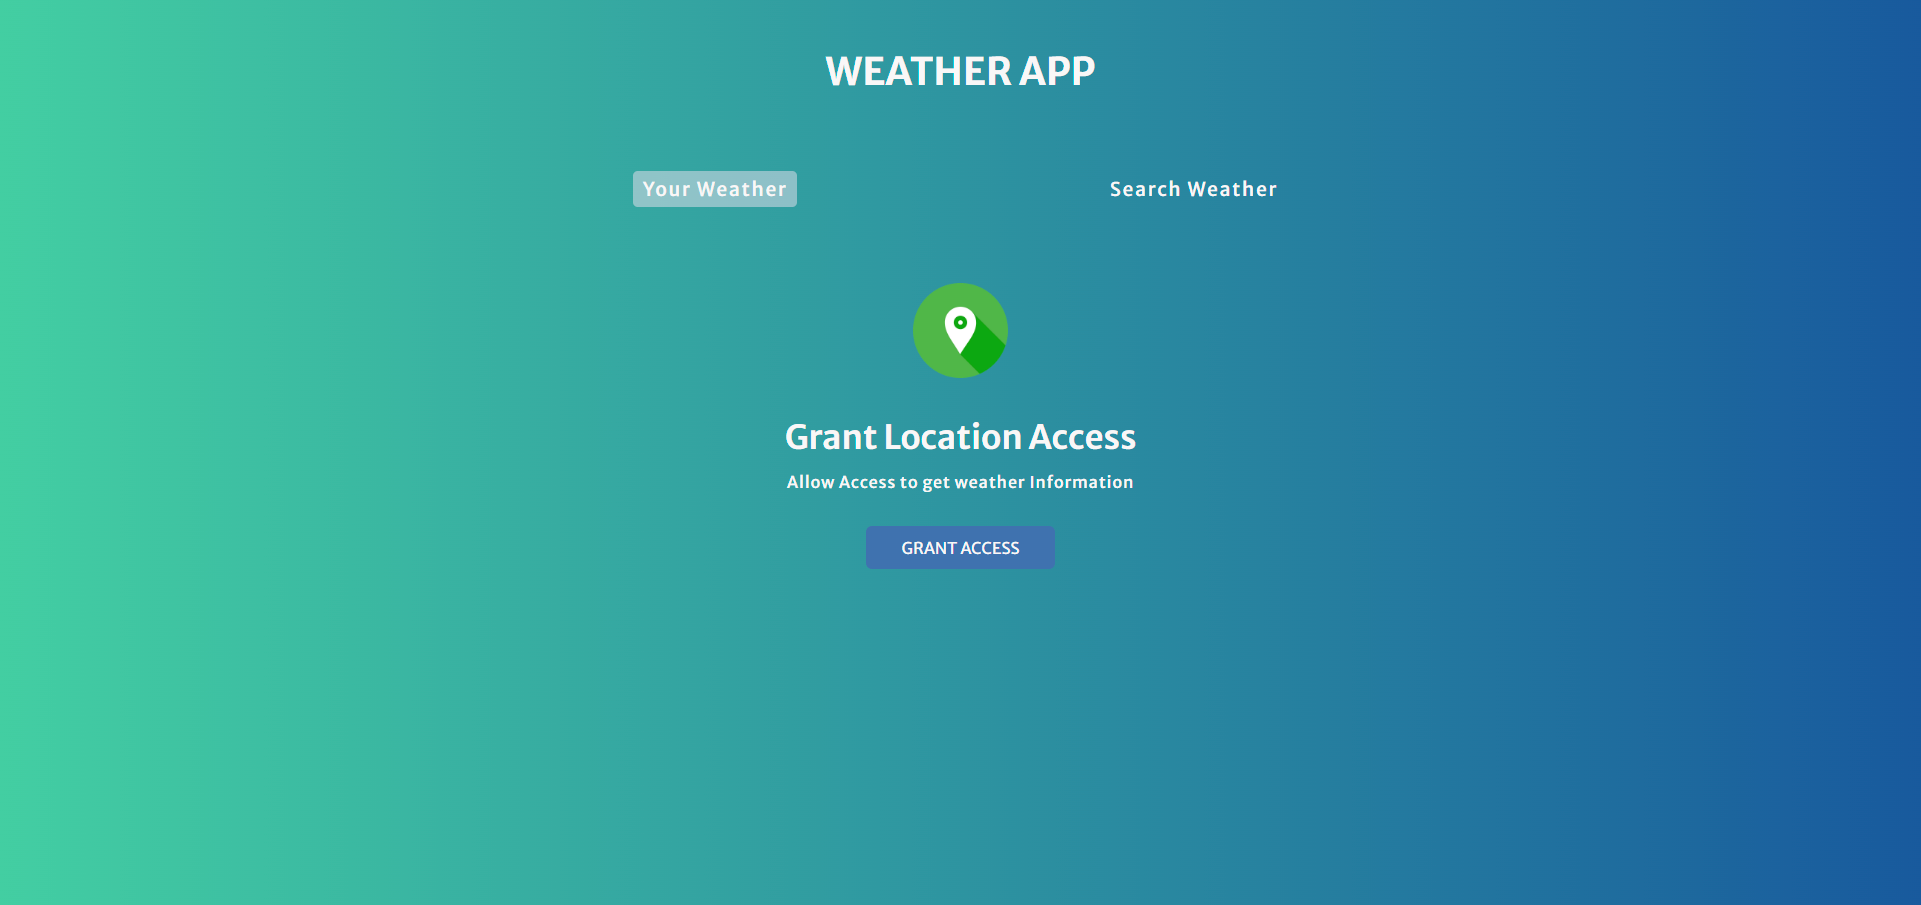 WEATHER APP
Your Weather
Search Weather
Grant Location Access
Allow Access to get weather Information
GRANT ACCESS